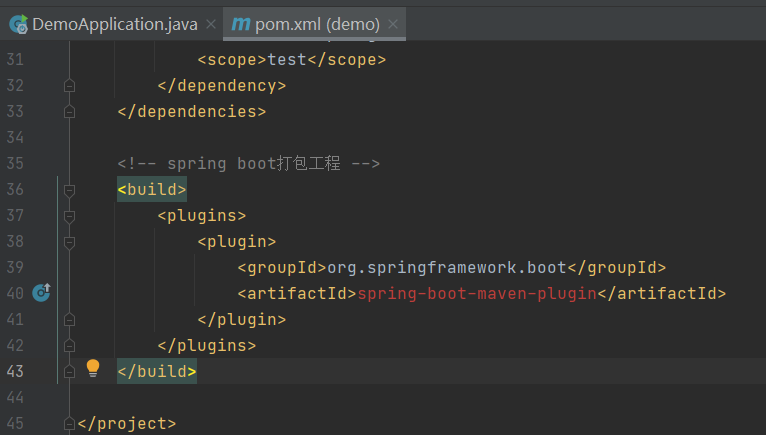 DemoApplication.java
pom.xml (demo)
31 <scope>test</scope>
32 </dependency>
33 </dependencies>
34
35 <!-- spring boot打包工程 -->
36 <build>
37 <plugins>
38 <plugin>
39 <groupId>org.springframework.boot</groupId>
40 <artifactId>spring-boot-maven-plugin</artifactId>
41 </plugin>
42 </plugins>
43 </build>
44
45 </project>